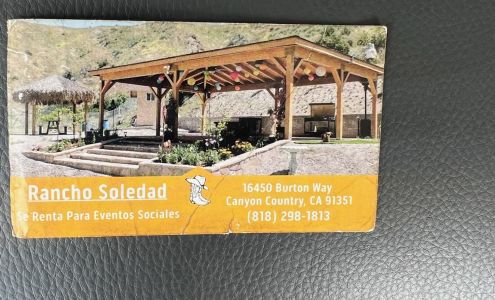 Rancho Soledad
Se Renta Para Eventos Sociales
16450 Burton Way
Canyon Country, CA 91351
(818) 298-1813